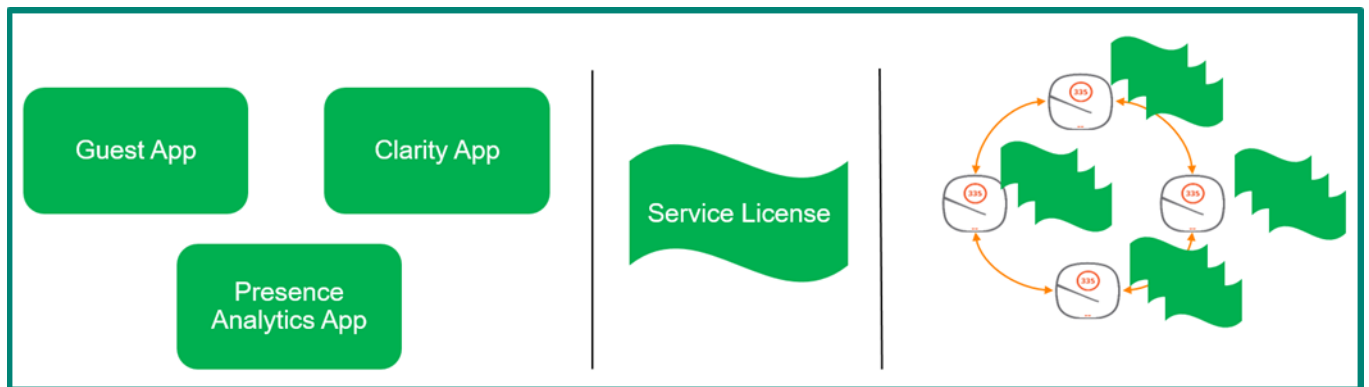 Guest App
Clarity App
Presence
Analytics App
Service License
335
335
335
335